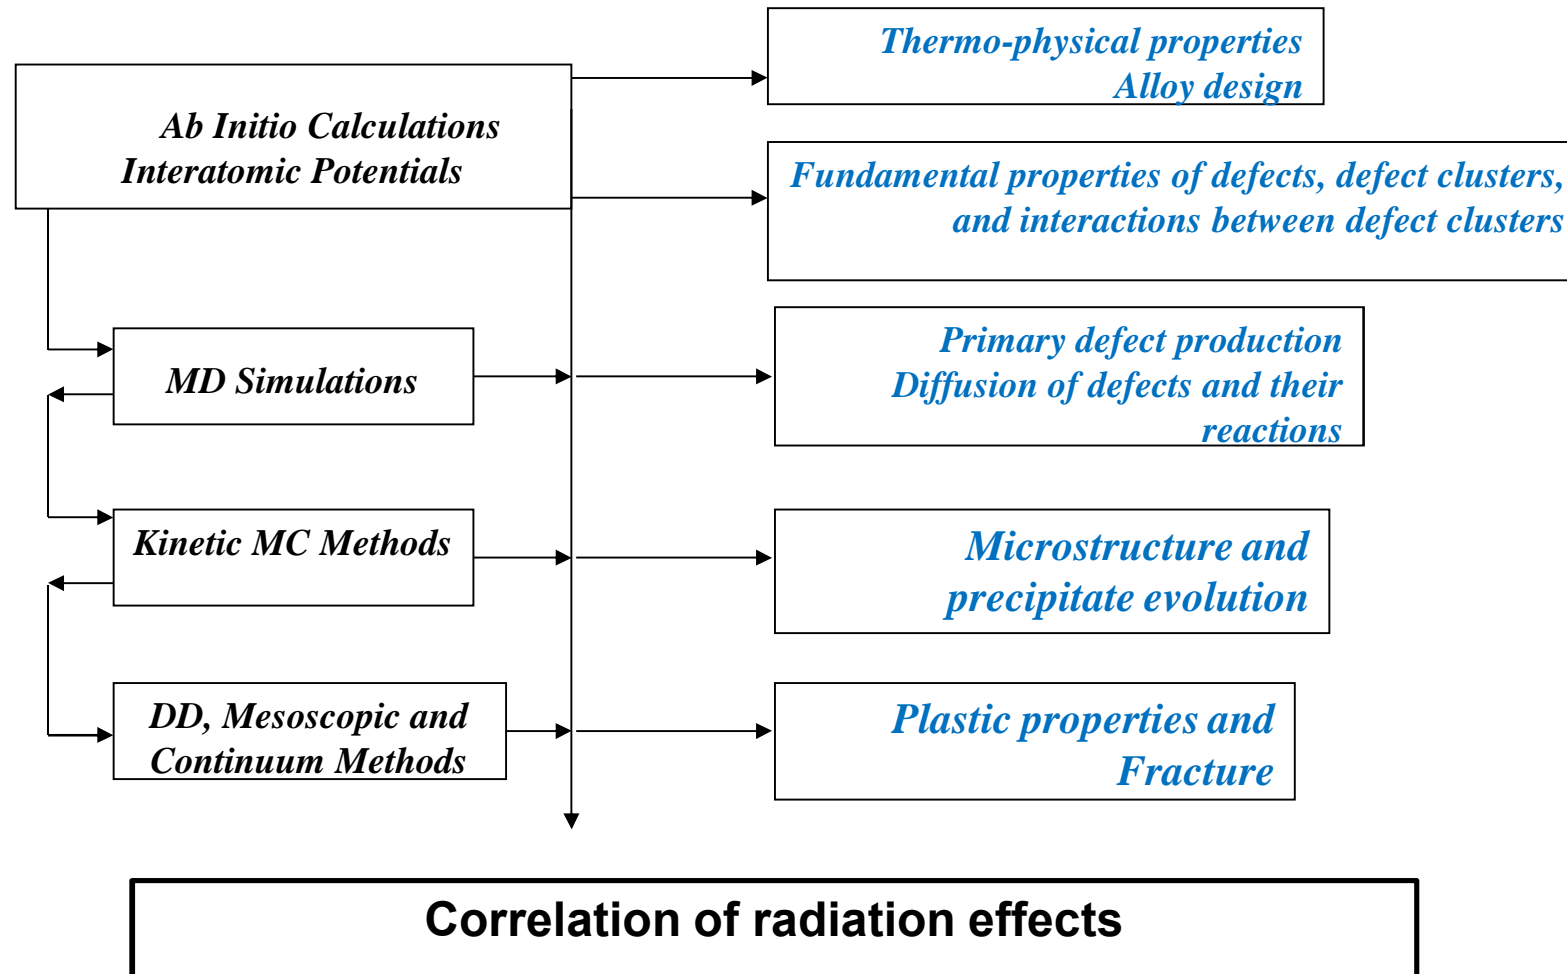 Thermo-physical properties
Alloy design
Ab Initio Calculations
Interatomic Potentials
Fundamental properties of defects, defect clusters,
and interactions between defect clusters
MD Simulations
Primary defect production
Diffusion of defects and their
reactions
Kinetic MC Methods
Microstructure and
precipitate evolution
DD, Mesoscopic and
Continuum Methods
Plastic properties and
Fracture
Correlation of radiation effects